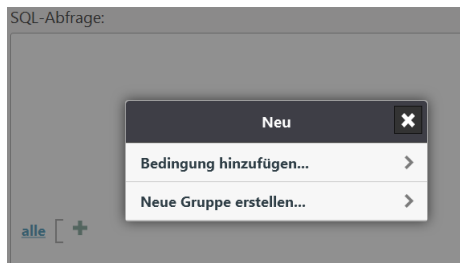 SQL-Abfrage:
Neu
Bedingung hinzufügen...
Neue Gruppe erstellen...
alle